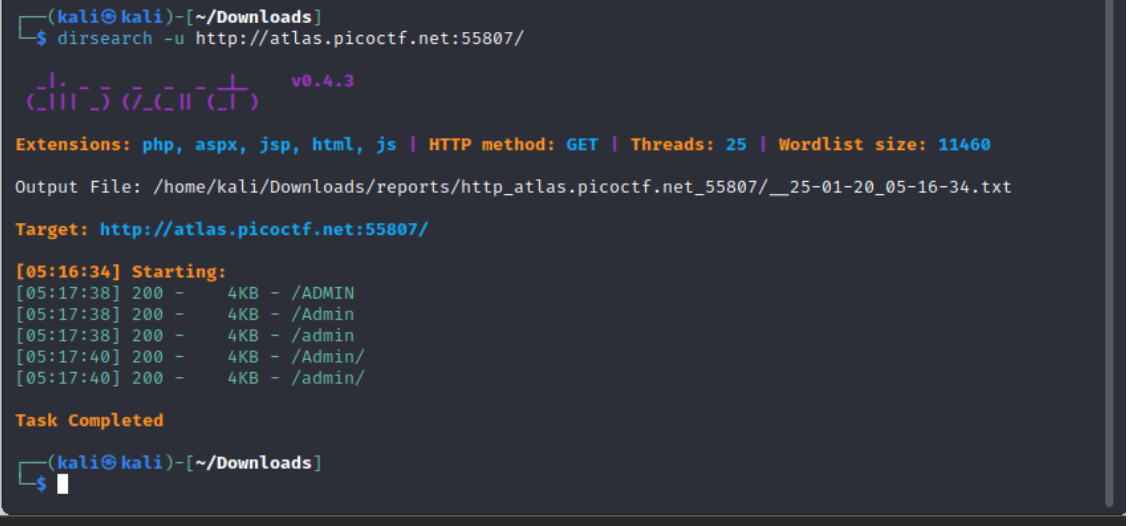 ┌──(kali㉿kali)-[~/Downloads]
└─$ dirsearch -u http://atlas.picoctf.net:55807/
  _|. _ _  _  _  _ _|_    v0.4.3
 (_||| _) (/_(_|| (_| )
Extensions: php, aspx, jsp, html, js | HTTP method: GET | Threads: 25 | Wordlist size: 11460
Output File: /home/kali/Downloads/reports/http_atlas.picoctf.net_55807/__25-01-20_05-16-34.txt
Target: http://atlas.picoctf.net:55807/
[05:16:34] Starting:
[05:17:38] 200 -    4KB - /ADMIN
[05:17:38] 200 -    4KB - /Admin
[05:17:38] 200 -    4KB - /admin
[05:17:40] 200 -    4KB - /Admin/
[05:17:40] 200 -    4KB - /admin/
Task Completed
┌──(kali㉿kali)-[~/Downloads]
└─$